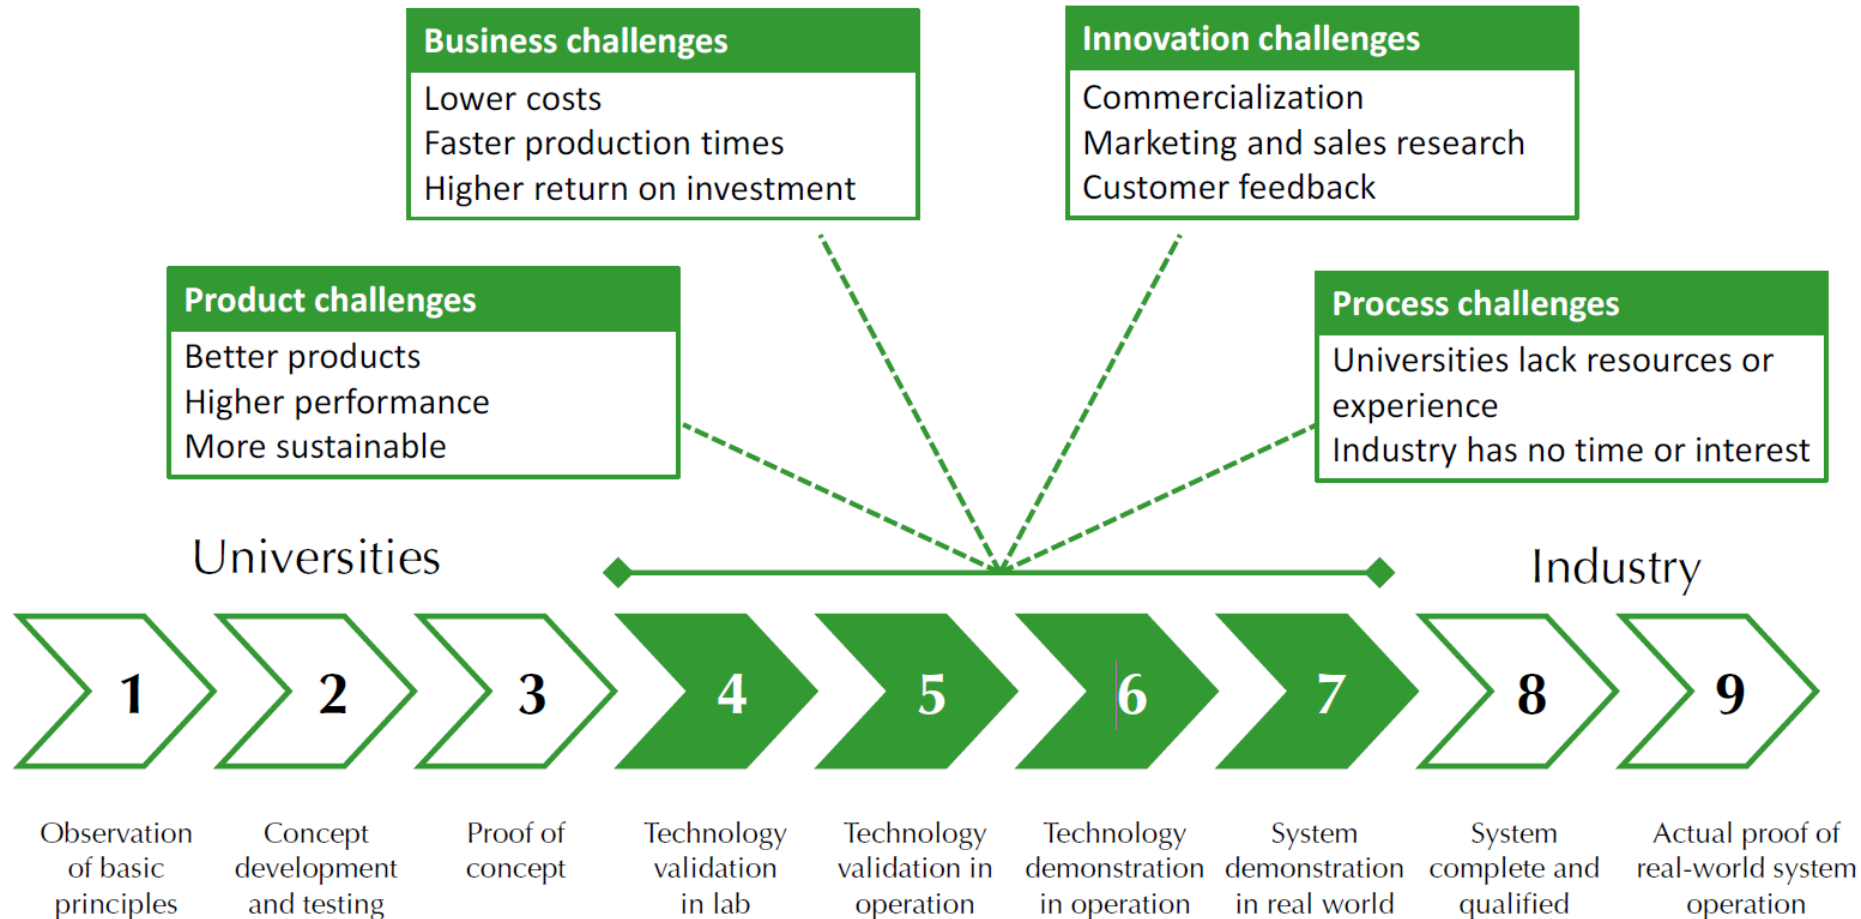 Business challenges
Lower costs
Faster production times
Higher return on investment
Innovation challenges
Commercialization
Marketing and sales research
Customer feedback
Product challenges
Better products
Higher performance
More sustainable
Process challenges
Universities lack resources or
experience
Industry has no time or interest
Universities
Industry
1
2
3
4
5
6
7
8
9
Observation
of basic
principles
Concept
development
and testing
Proof of
concept
Technology
validation
in lab
Technology
validation in
operation
Technology
demonstration
in operation
System
demonstration
in real world
System
complete and
qualified
Actual proof of
real-world system
operation